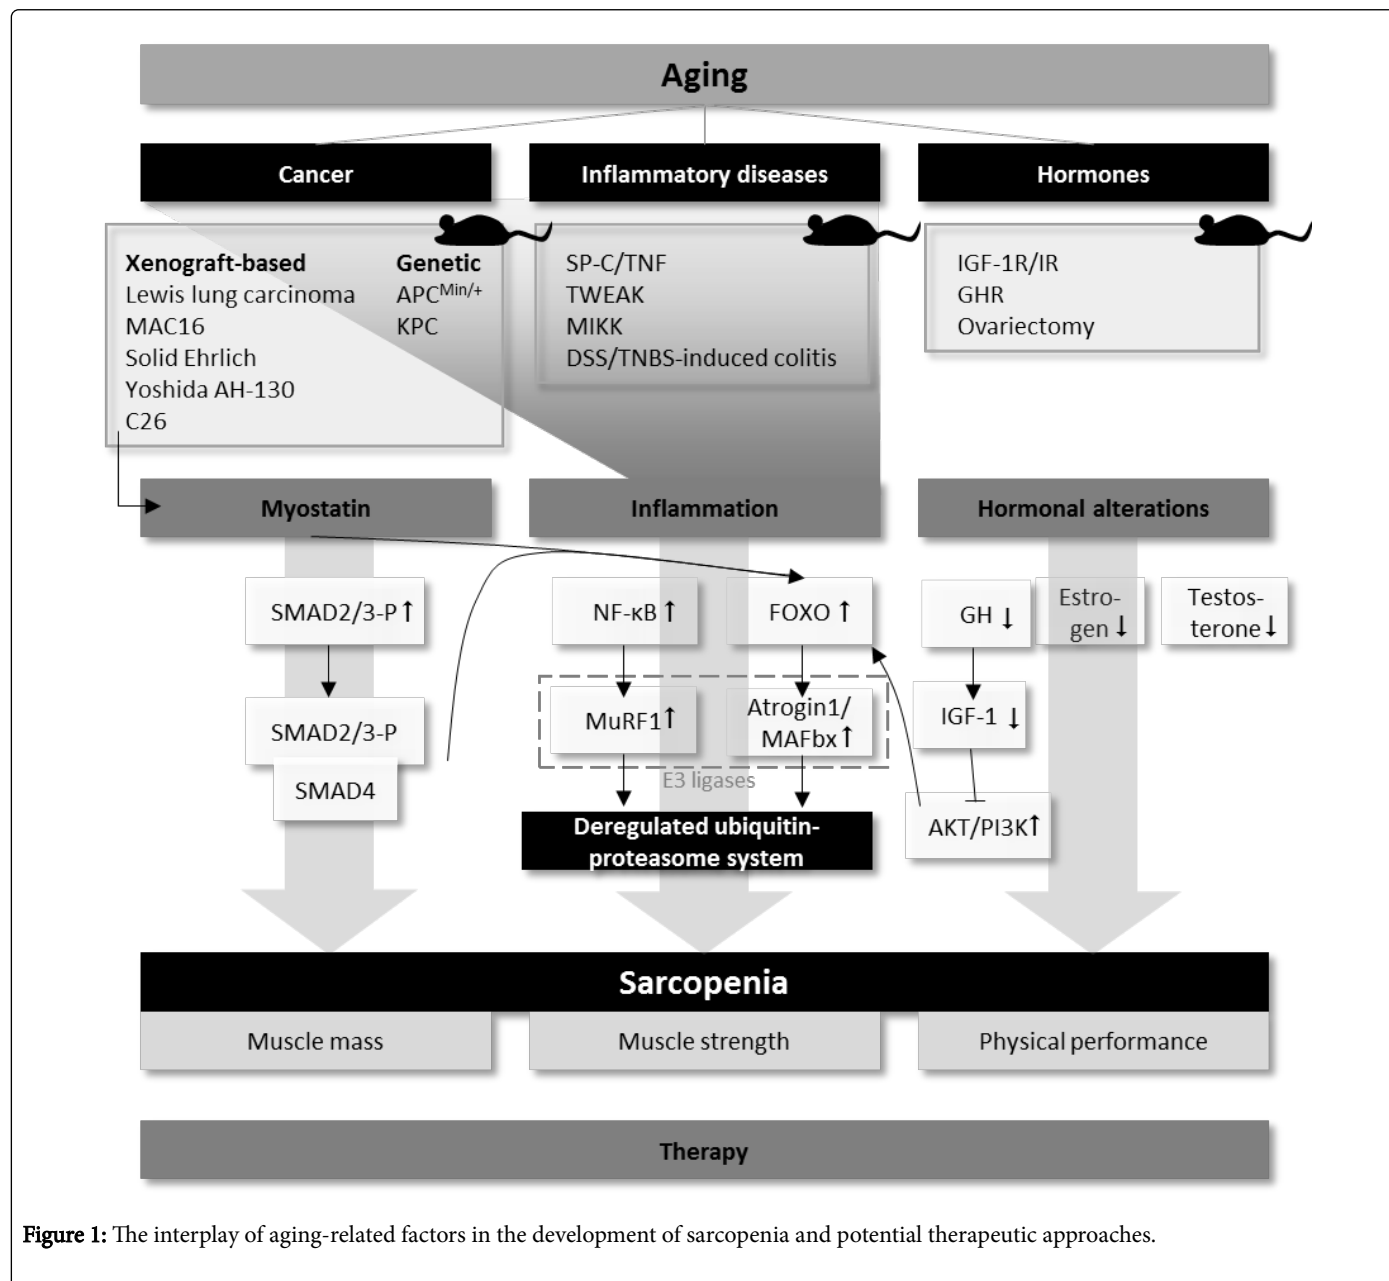 Aging
Cancer
Inflammatory diseases
Hormones
Xenograft-based
Lewis lung carcinoma
MAC16
Solid Ehrlich
Yoshida AH-130
C26
Genetic
APCMin/+
KPC
SP-C/TNF
TWEAK
MIKK
DSS/TNBS-induced colitis
IGF-1R/IR
GHR
Ovariectomy
Myostatin
Inflammation
Hormonal alterations
SMAD2/3-P ↑
SMAD2/3-P
SMAD4
NF-κB ↑
FOXO ↑
MuRF1 ↑
Atrogin1/
MAFbx ↑
E3 ligases
Deregulated ubiquitin-
proteasome system
GH ↓
Estro-
gen ↓
Testos-
terone ↓
IGF-1 ↓
AKT/PI3K ↑
Sarcopenia
Muscle mass
Muscle strength
Physical performance
Therapy
Figure 1: The interplay of aging-related factors in the development of sarcopenia and potential therapeutic approaches.